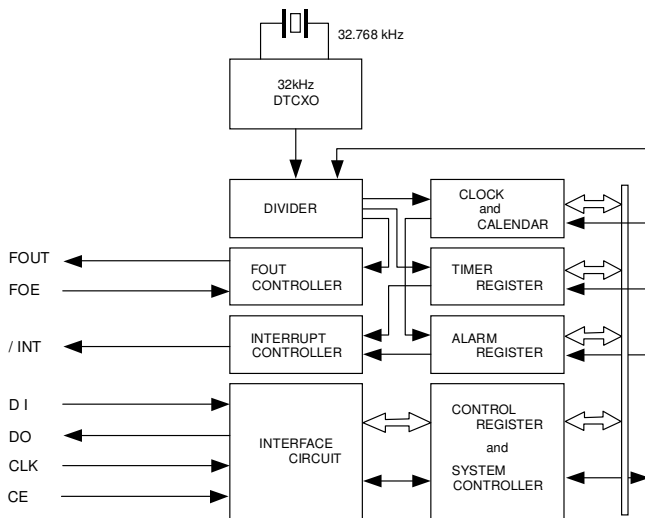 32.768 kHz
32kHz
DTCXO
DIVIDER
CLOCK
and
CALENDAR
FOUT
FOE
FOUT
CONTROLLER
TIMER
REGISTER
/ INT
INTERRUPT
CONTROLLER
ALARM
REGISTER
D I
DO
CLK
CE
INTERFACE
CIRCUIT
CONTROL
REGISTER
and
SYSTEM
CONTROLLER